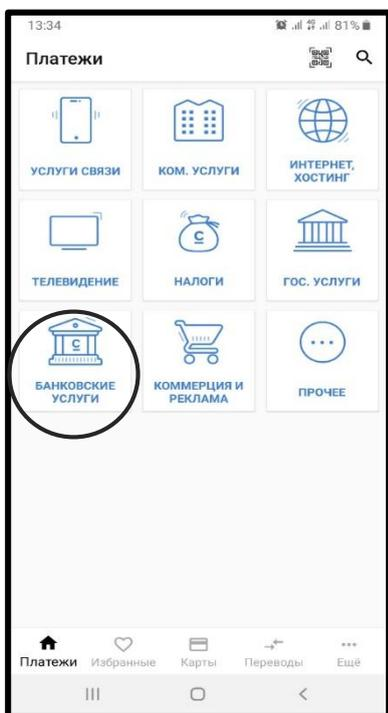 13:34 4G 81%
Платежи
УСЛУГИ СВЯЗИ
КОМ. УСЛУГИ
ИНТЕРНЕТ,
ХОСТИНГ
ТЕЛЕВИДЕНИЕ
НАЛОГИ
ГОС. УСЛУГИ
БАНКОВСКИЕ
УСЛУГИ
КОММЕРЦИЯ И
РЕКЛАМА
ПРОЧЕЕ
Платежи Избранные Карты Переводы Ещё